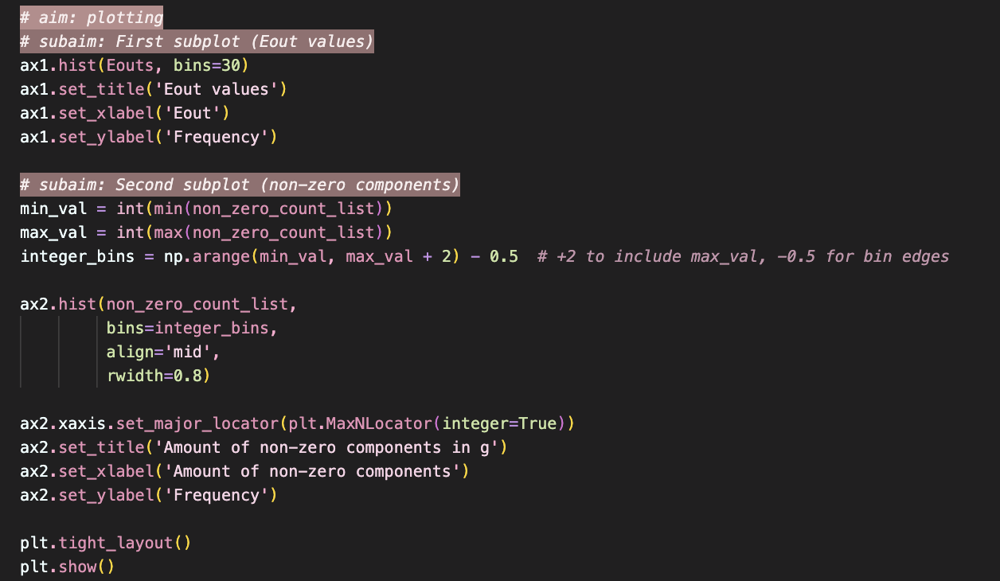 # aim: plotting
# subaim: First subplot (Eout values)
ax1.hist(Eouts, bins=30)
ax1.set_title('Eout values')
ax1.set_xlabel('Eout')
ax1.set_ylabel('Frequency')
# subaim: Second subplot (non-zero components)
min_val = int(min(non_zero_count_list))
max_val = int(max(non_zero_count_list))
integer_bins = np.arange(min_val, max_val + 2) - 0.5  # +2 to include max_val, -0.5 for bin edges
ax2.hist(non_zero_count_list,
         bins=integer_bins,
         align='mid',
         rwidth=0.8)
ax2.xaxis.set_major_locator(plt.MaxNLocator(integer=True))
ax2.set_title('Amount of non-zero components in g')
ax2.set_xlabel('Amount of non-zero components')
ax2.set_ylabel('Frequency')
plt.tight_layout()
plt.show()